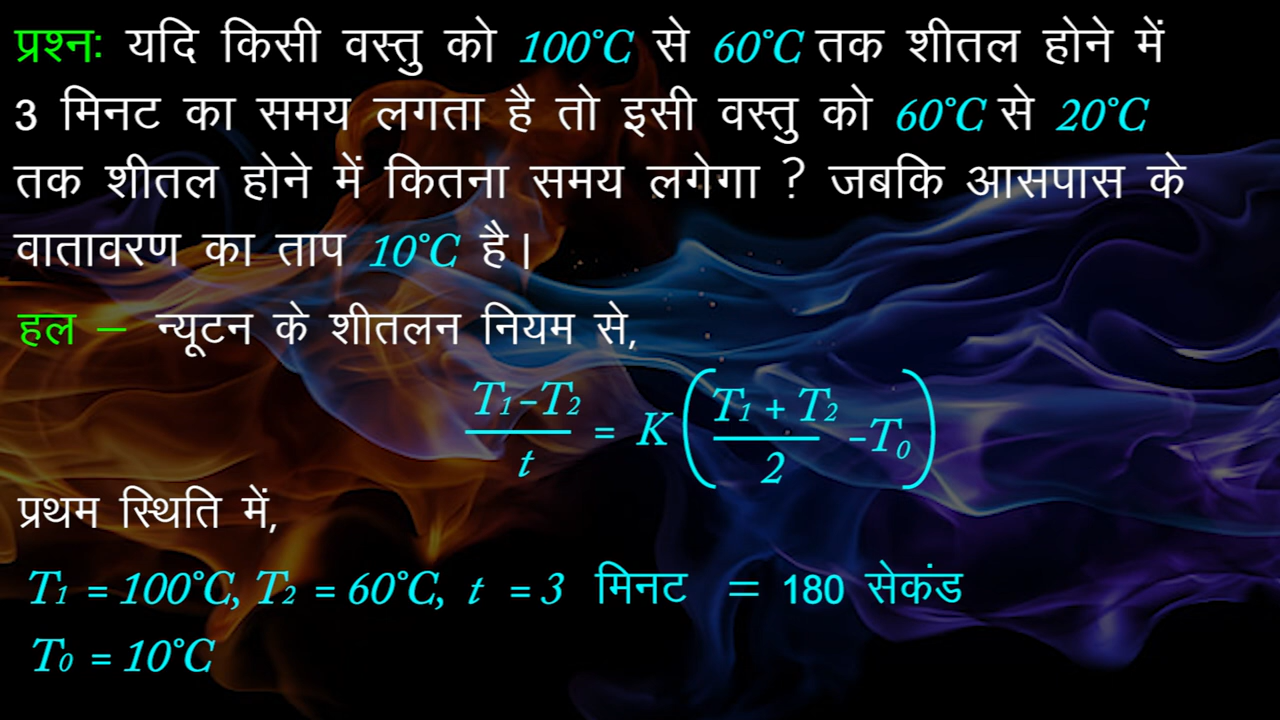 प्रश्नः यदि किसी वस्तु को 100°C से 60°C तक शीतल होने में
3 मिनट का समय लगता है तो इसी वस्तु को 60°C से 20°C
तक शीतल होने में कितना समय लगेगा ? जबकि आसपास के
वातावरण का ताप 10°C है।
हल – न्यूटन के शीतलन नियम से,
(T₁–T₂)/t = K((T₁ + T₂)/2 –T₀)
प्रथम स्थिति में,
T₁ = 100°C, T₂ = 60°C, t = 3 मिनट = 180 सेकंड
T₀ = 10°C